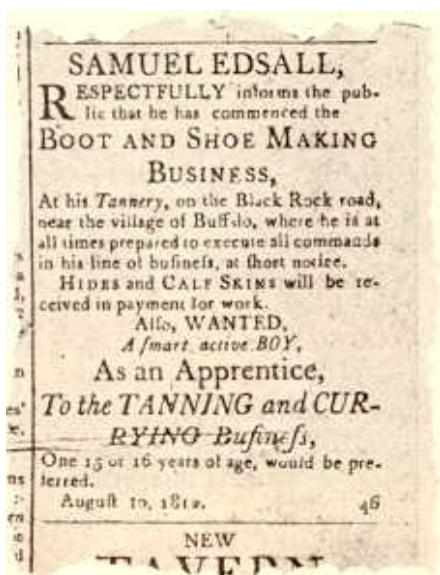 SAMUEL EDSALL,
RESPECTFULLY informs the pub-
lic that he has commenced the
BOOT AND SHOE MAKING
BUSINESS,
At his Tannery, on the Black Rock road,
near the village of Buffalo, where he is at
all times prepared to execute all commands
in his line of buſineſs, at ſhort notice.
HIDES and CALF SKINS will be re-
ceived in payment for work.
Alſo, WANTED,
A ſmart active BOY,
As an Apprentice,
To the TANNING and CUR-
RYING Buſineſs,
One 15 or 16 years of age, would be pre-
ferred.
Auguſt 10, 1812. 46
NEW
TAVERN